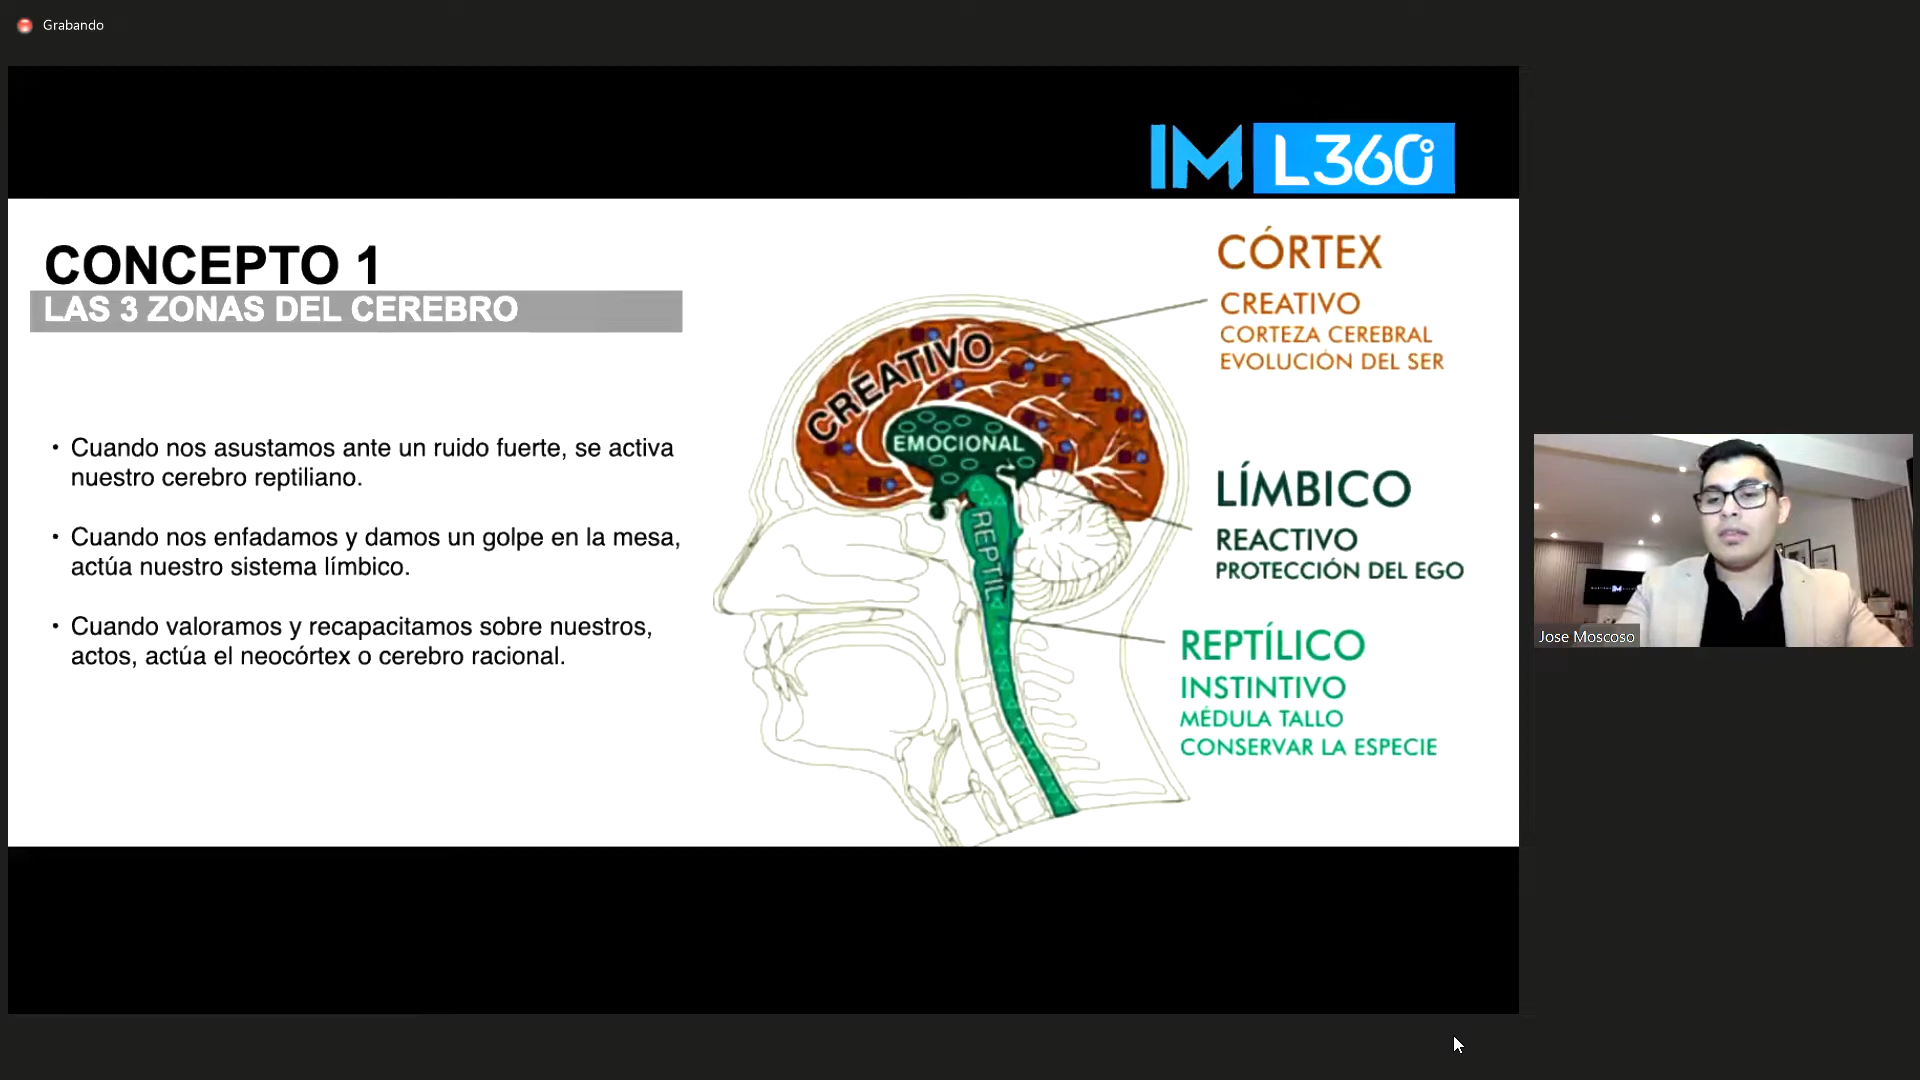 Grabando
IM L360°
CONCEPTO 1
LAS 3 ZONAS DEL CEREBRO
• Cuando nos asustamos ante un ruido fuerte, se activa
nuestro cerebro reptiliano.
• Cuando nos enfadamos y damos un golpe en la mesa,
actúa nuestro sistema límbico.
• Cuando valoramos y recapacitamos sobre nuestros,
actos, actúa el neocórtex o cerebro racional.
CREATIVO
EMOCIONAL
REPTIL
CÓRTEX
CREATIVO
CORTEZA CEREBRAL
EVOLUCIÓN DEL SER
LÍMBICO
REACTIVO
PROTECCIÓN DEL EGO
REPTÍLICO
INSTINTIVO
MÉDULA TALLO
CONSERVAR LA ESPECIE
IM
Jose Moscoso